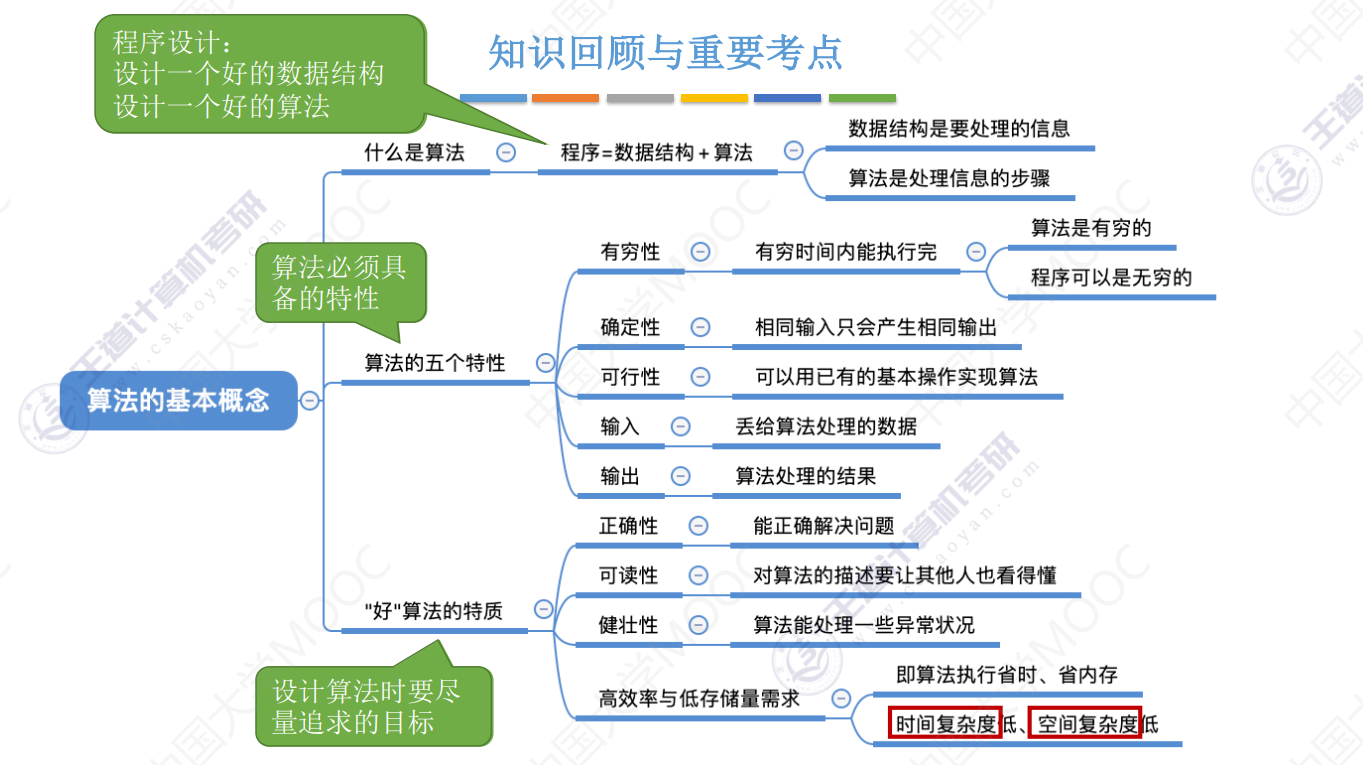 程序设计：
设计一个好的数据结构
设计一个好的算法
知识回顾与重要考点
什么是算法
程序=数据结构+算法
数据结构是要处理的信息
算法是处理信息的步骤
算法必须具
备的特性
算法的五个特性
有穷性
有穷时间内能执行完
算法是有穷的
程序可以是无穷的
确定性
相同输入只会产生相同输出
可行性
可以用已有的基本操作实现算法
输入
丢给算法处理的数据
输出
算法处理的结果
算法的基本概念
"好"算法的特质
正确性
能正确解决问题
可读性
对算法的描述要让其他人也看得懂
健壮性
算法能处理一些异常状况
高效率与低存储量需求
即算法执行省时、省内存
时间复杂度低、空间复杂度低
设计算法时要尽
量追求的目标
王道计算机考研
www.cskaoyan.com
中国大学MOOC